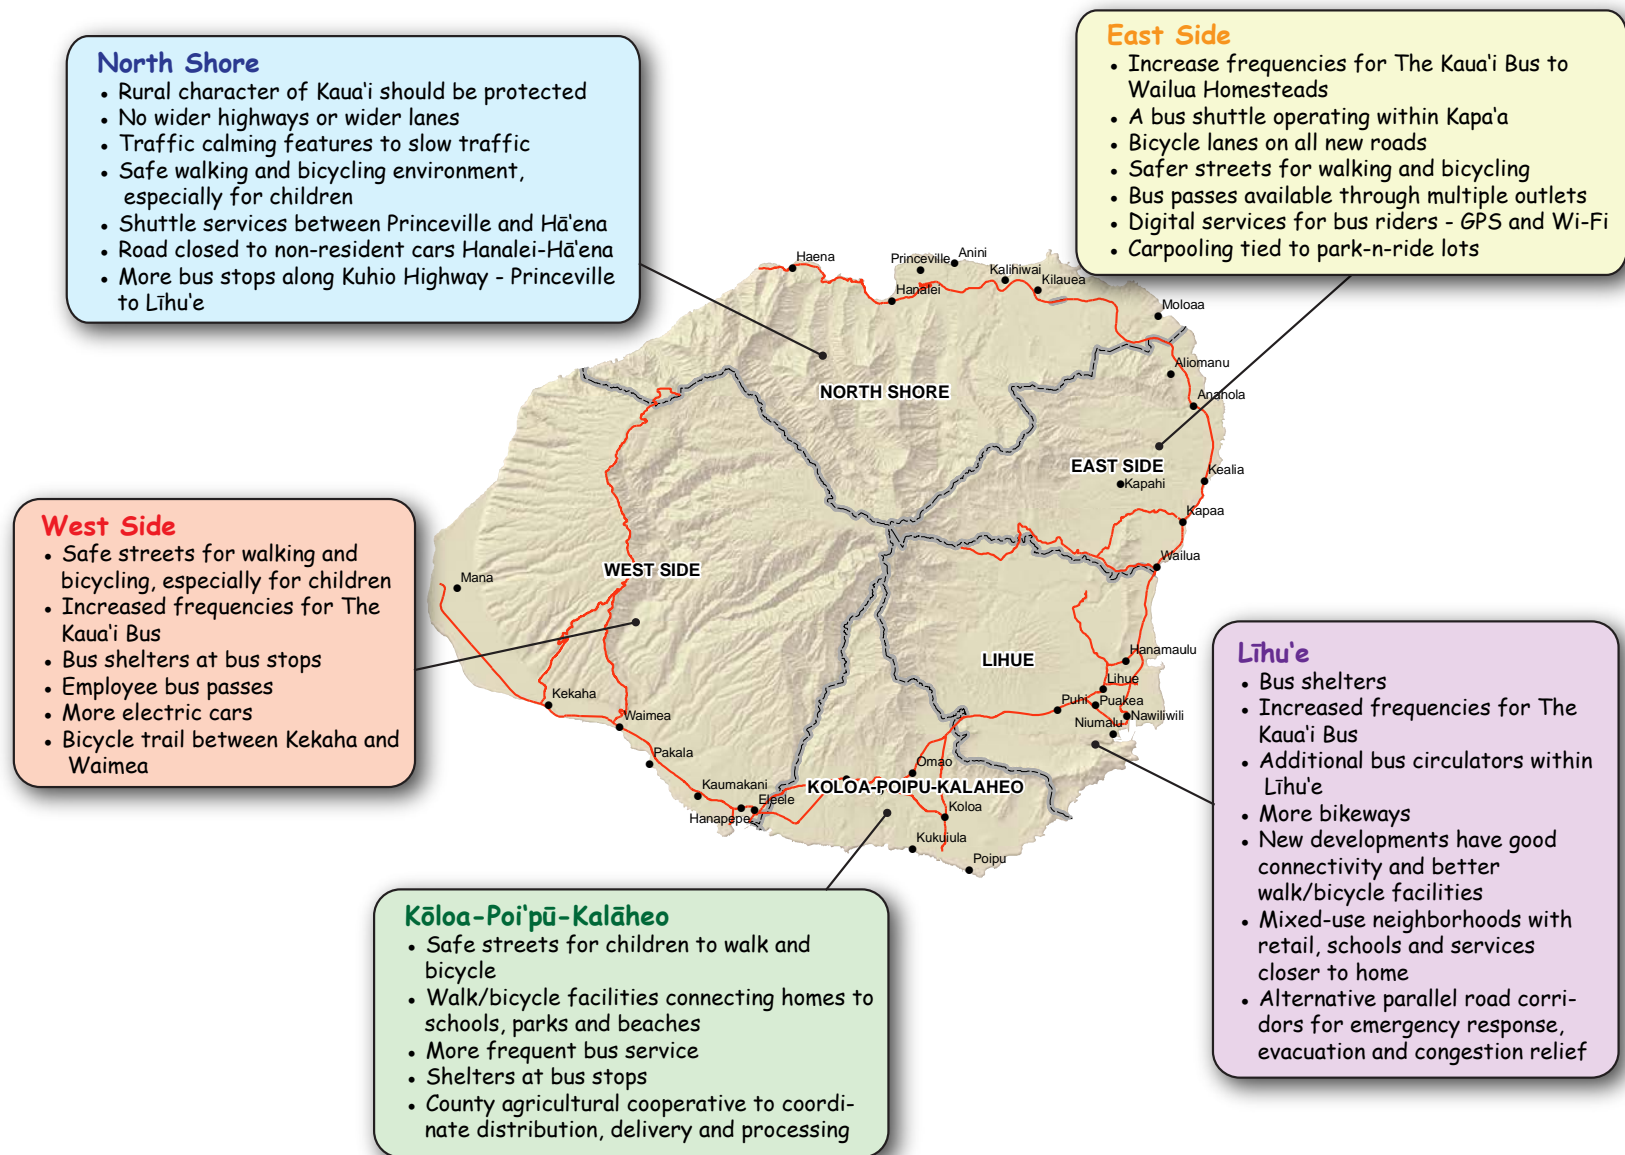 North Shore
• Rural character of Kaua‘i should be protected
• No wider highways or wider lanes
• Traffic calming features to slow traffic
• Safe walking and bicycling environment,
especially for children
• Shuttle services between Princeville and Hā‘ena
• Road closed to non-resident cars Hanalei-Hā‘ena
• More bus stops along Kuhio Highway - Princeville
to Līhu‘e
East Side
• Increase frequencies for The Kaua‘i Bus to
Wailua Homesteads
• A bus shuttle operating within Kapa‘a
• Bicycle lanes on all new roads
• Safer streets for walking and bicycling
• Bus passes available through multiple outlets
• Digital services for bus riders - GPS and Wi-Fi
• Carpooling tied to park-n-ride lots
Haena
Princeville
Anini
Kalihiwai
Kilauea
Hanalei
Moloaa
NORTH SHORE
Aliomanu
Anahola
EAST SIDE
Kapahi
Kealia
Kapaa
Wailua
WEST SIDE
Mana
Kekaha
Waimea
Pakala
Kaumakani
Hanapepe
Eleele
LIHUE
Hanamaulu
Lihue
Puhi
Puakea
Nawiliwili
Niumalu
Omao
KOLOA-POIPU-KALAHEO
Koloa
Kukuiula
Poipu
West Side
• Safe streets for walking and
bicycling, especially for children
• Increased frequencies for The
Kaua‘i Bus
• Bus shelters at bus stops
• Employee bus passes
• More electric cars
• Bicycle trail between Kekaha and
Waimea
Līhu‘e
• Bus shelters
• Increased frequencies for The
Kaua‘i Bus
• Additional bus circulators within
Līhu‘e
• More bikeways
• New developments have good
connectivity and better
walk/bicycle facilities
• Mixed-use neighborhoods with
retail, schools and services
closer to home
• Alternative parallel road corri-
dors for emergency response,
evacuation and congestion relief
Kōloa-Poi‘pū-Kalāheo
• Safe streets for children to walk and
bicycle
• Walk/bicycle facilities connecting homes to
schools, parks and beaches
• More frequent bus service
• Shelters at bus stops
• County agricultural cooperative to coordi-
nate distribution, delivery and processing